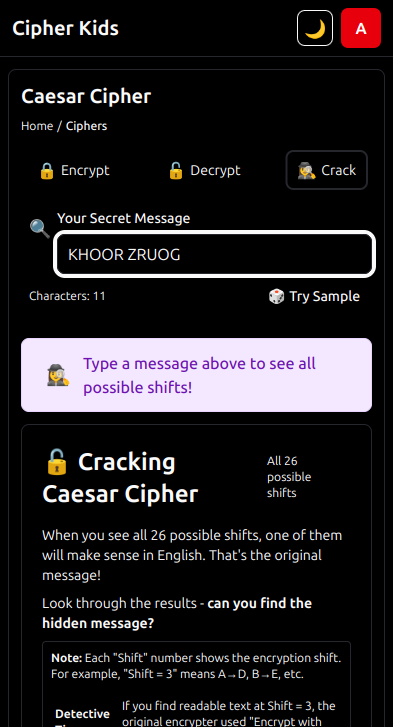 Cipher Kids
A
Caesar Cipher
Home / Ciphers
Encrypt
Decrypt
Crack
Your Secret Message
KHOOR ZRUOG
Characters: 11
Try Sample
Type a message above to see all
possible shifts!
Cracking
Caesar Cipher
All 26
possible
shifts
When you see all 26 possible shifts, one of them
will make sense in English. That's the original
message!
Look through the results - can you find the
hidden message?
Note: Each "Shift" number shows the encryption shift.
For example, "Shift = 3" means A→D, B→E, etc.
Detective
If you find readable text at Shift = 3, the
original encrypter used "Encrypt with